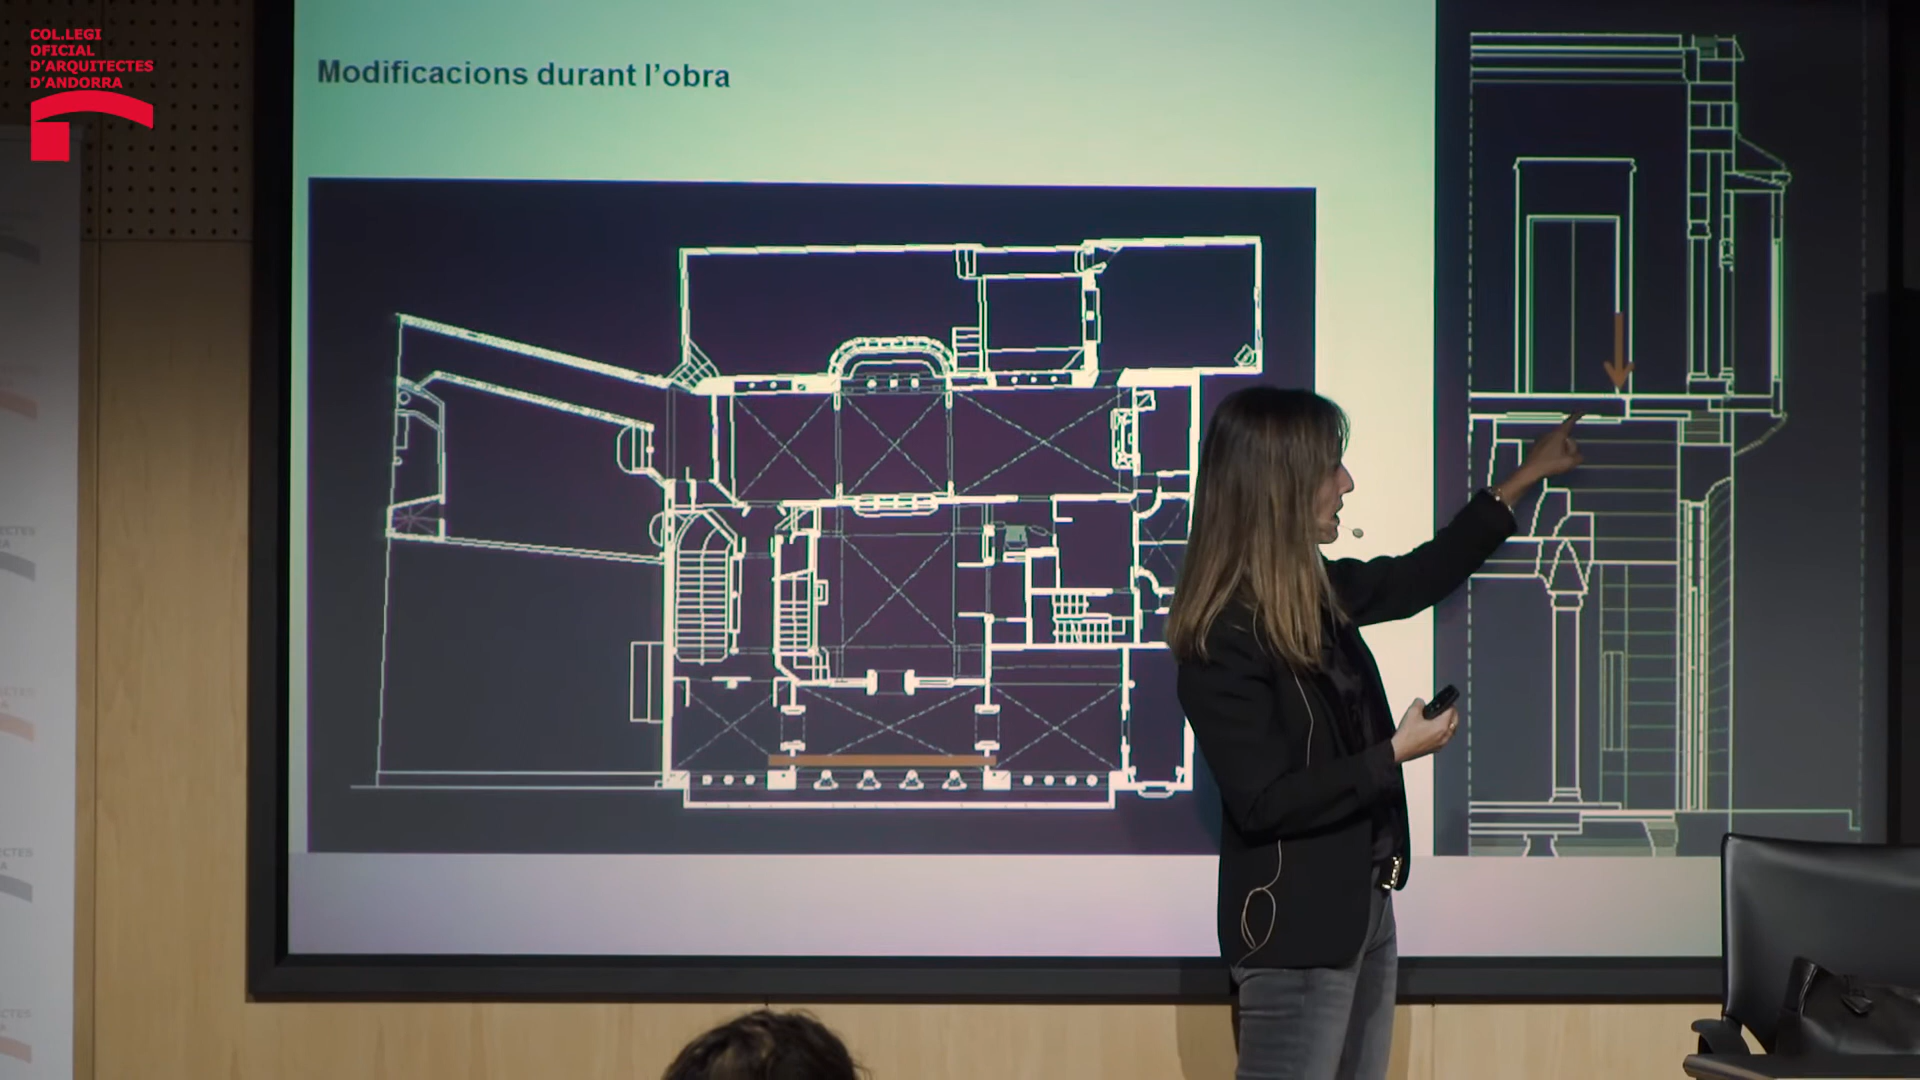 COL.LEGI
OFICIAL
D'ARQUITECTES
D'ANDORRA
Modificacions durant l'obra